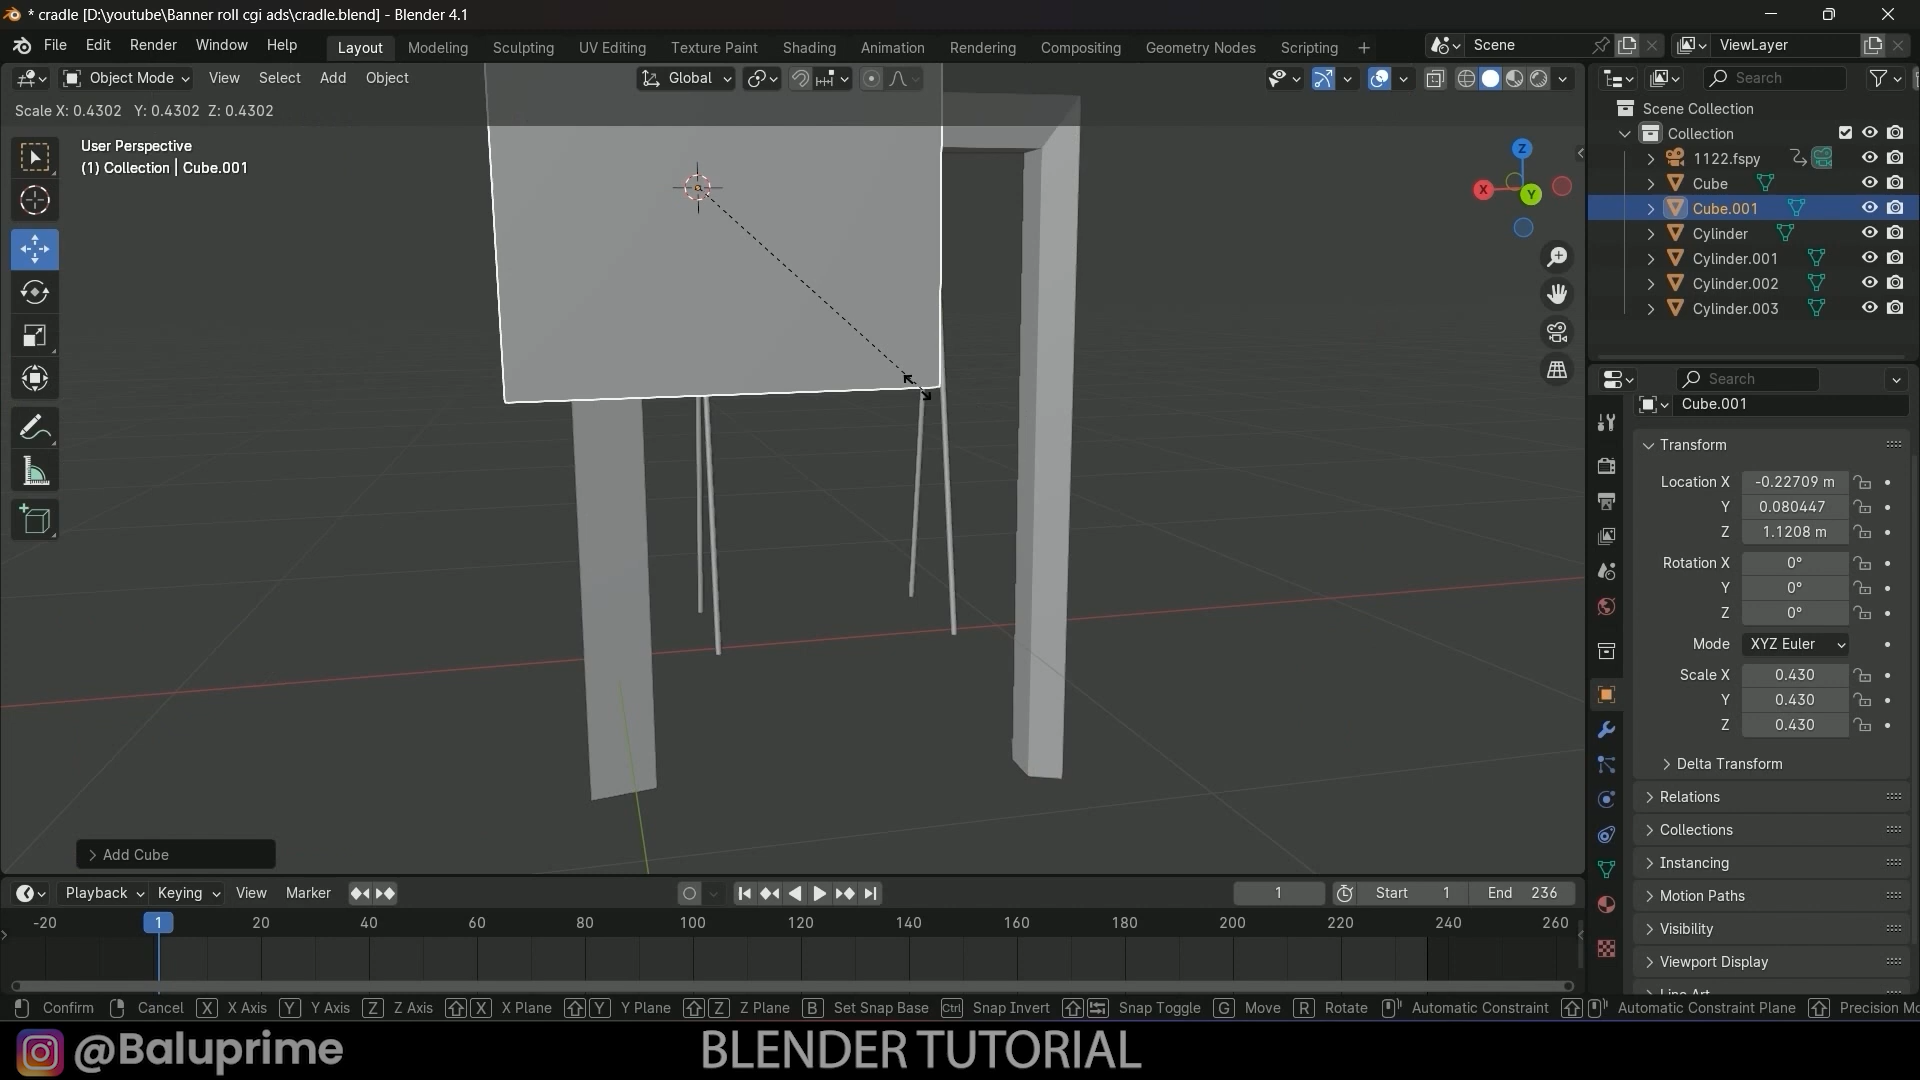 * cradle [D:\youtube\Banner roll cgi ads\cradle.blend] - Blender 4.1
File Edit Render Window Help Layout Modeling Sculpting UV Editing Texture Paint Shading Animation Rendering Compositing Geometry Nodes Scripting + Scene ViewLayer
Object Mode View Select Add Object Global Search
Scale X: 0.4302 Y: 0.4302 Z: 0.4302
User Perspective
(1) Collection | Cube.001
Z
X
Y
Scene Collection
Collection
1122.fspy
Cube
Cube.001
Cylinder
Cylinder.001
Cylinder.002
Cylinder.003
Search
Cube.001
Transform
Location X -0.22709 m
Y 0.080447
Z 1.1208 m
Rotation X 0°
Y 0°
Z 0°
Mode XYZ Euler
Scale X 0.430
Y 0.430
Z 0.430
Delta Transform
Relations
Collections
Instancing
Motion Paths
Visibility
Viewport Display
Line Art
Add Cube
Playback Keying View Marker 1 Start 1 End 236
-20 1 20 40 60 80 100 120 140 160 180 200 220 240 260
Confirm Cancel X X Axis Y Y Axis Z Z Axis X X Plane Y Y Plane Z Z Plane B Set Snap Base Ctrl Snap Invert Snap Toggle G Move R Rotate Automatic Constraint Automatic Constraint Plane Precision Mo
@Baluprime BLENDER TUTORIAL